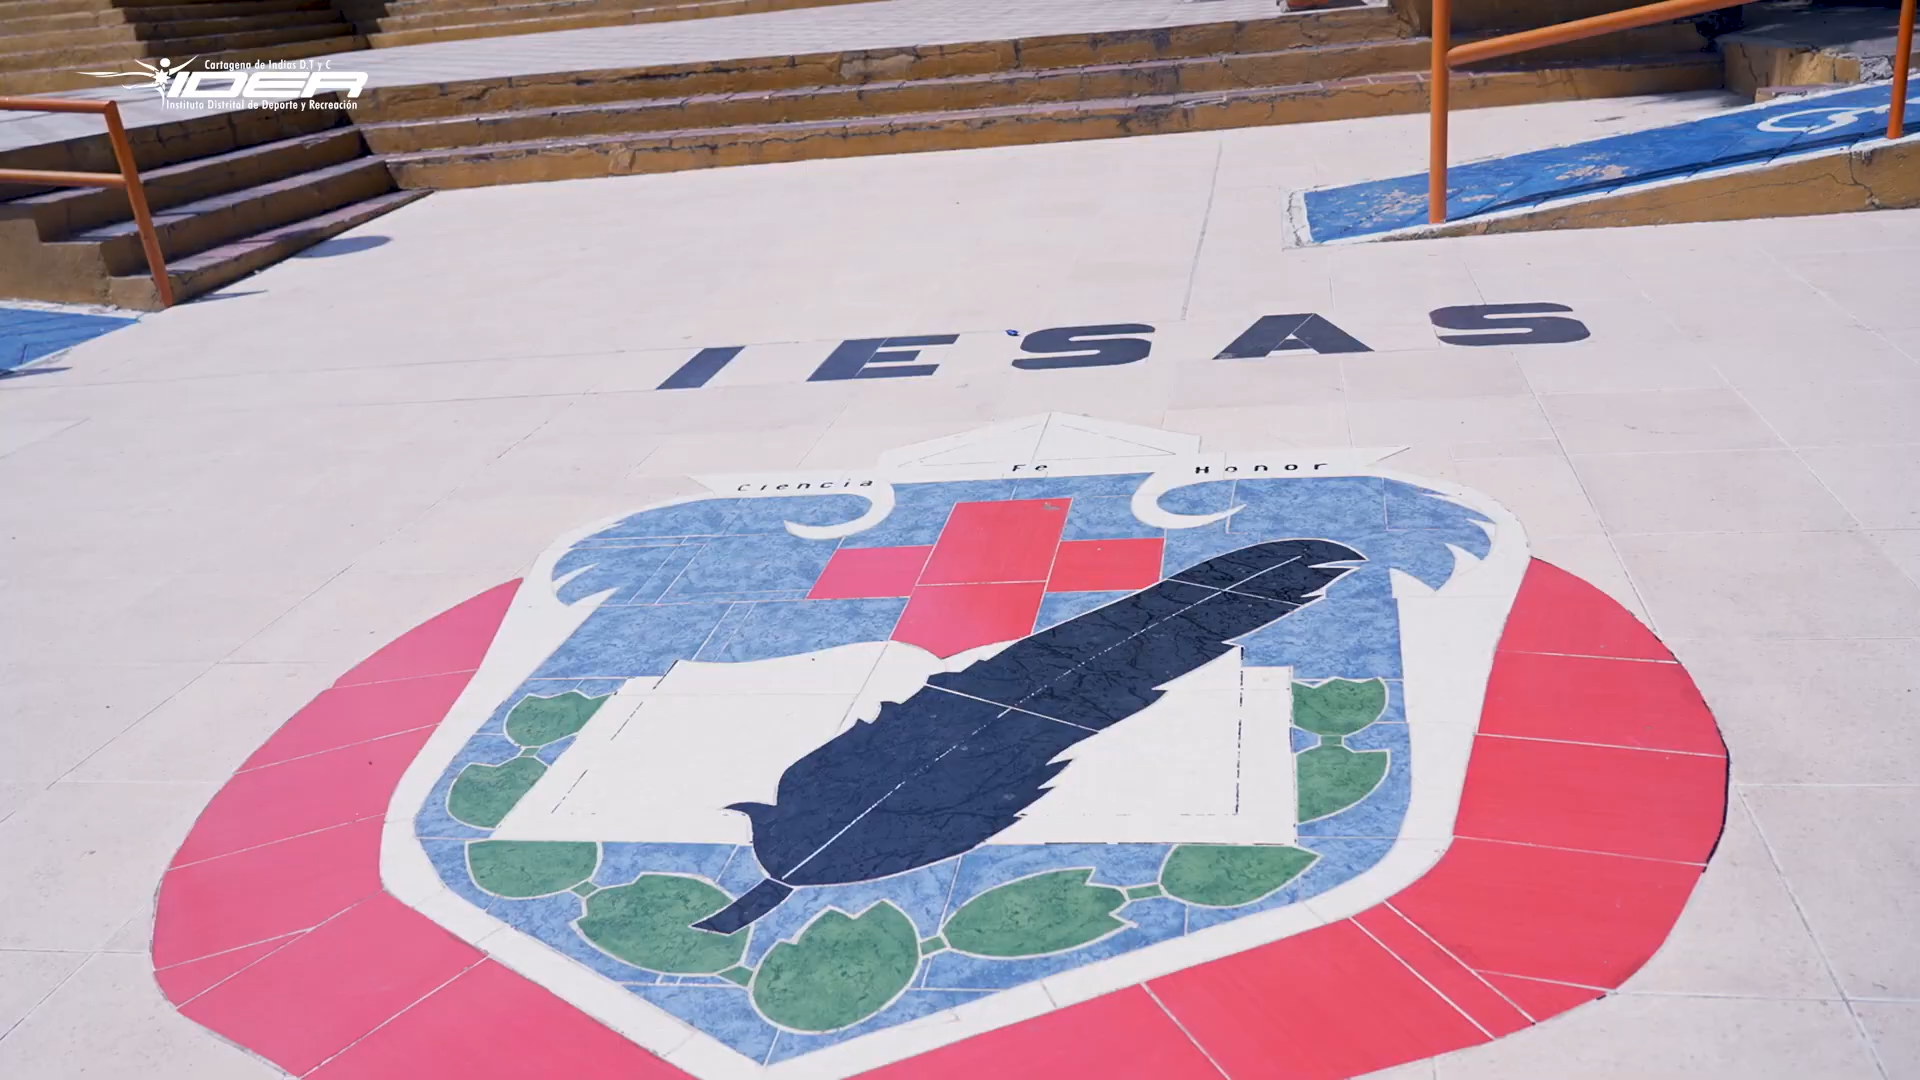 Cartagena de Indias D.T y C
IDER
Instituto Distrital de Deporte y Recreación
IESAS
Ciencia Fe Honor